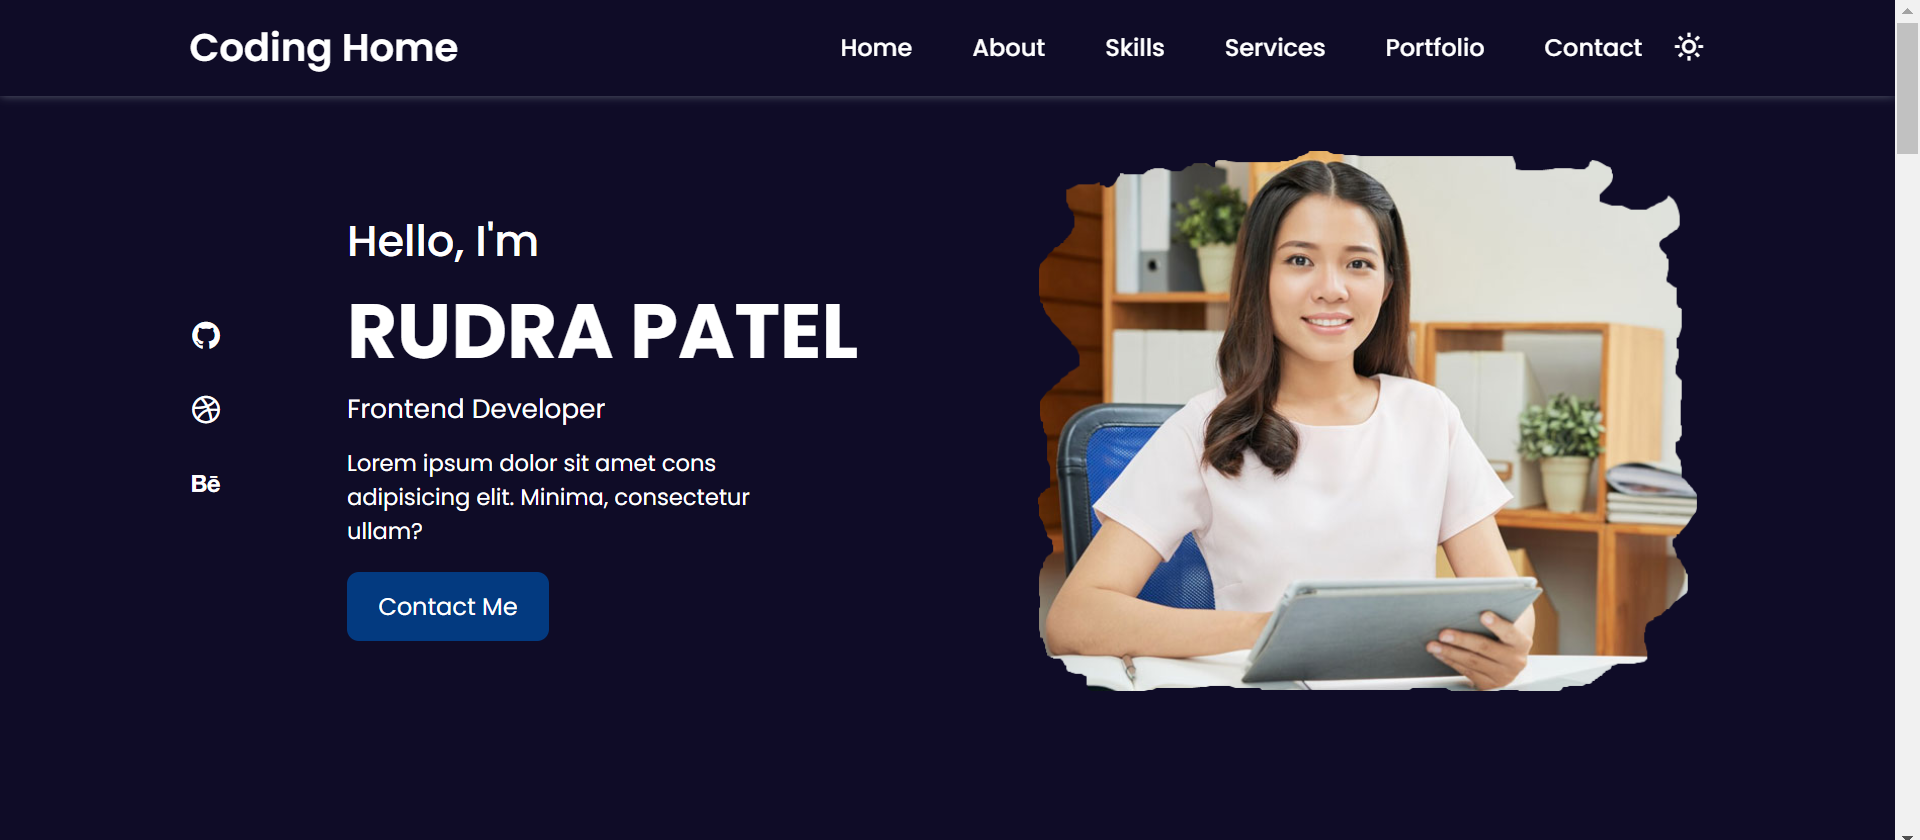 Coding Home
Home About Skills Services Portfolio Contact
Hello, I'm
RUDRA PATEL
Frontend Developer
Lorem ipsum dolor sit amet cons
adipisicing elit. Minima, consectetur
ullam?
Contact Me